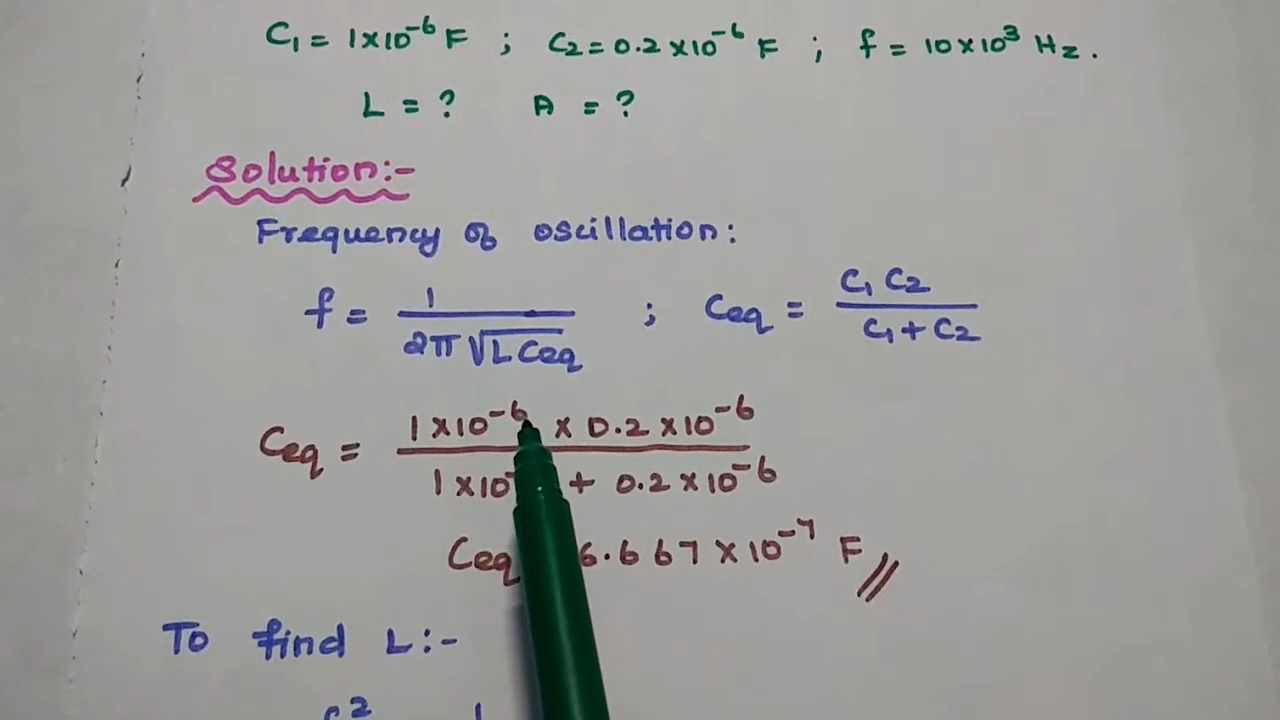 C₁ = 1×10⁻⁶ F ; C₂ = 0.2×10⁻⁶ F ; f = 10×10³ Hz.
L = ? A = ?
Solution:-
Frequency of oscillation:
f = 1 / 2π√LCeq ; Ceq = C₁C₂ / C₁+C₂
Ceq = 1×10⁻⁶ × 0.2×10⁻⁶ / 1×10⁻ + 0.2×10⁻⁶
Ceq 6.667×10⁻⁷ F //
To find L:-